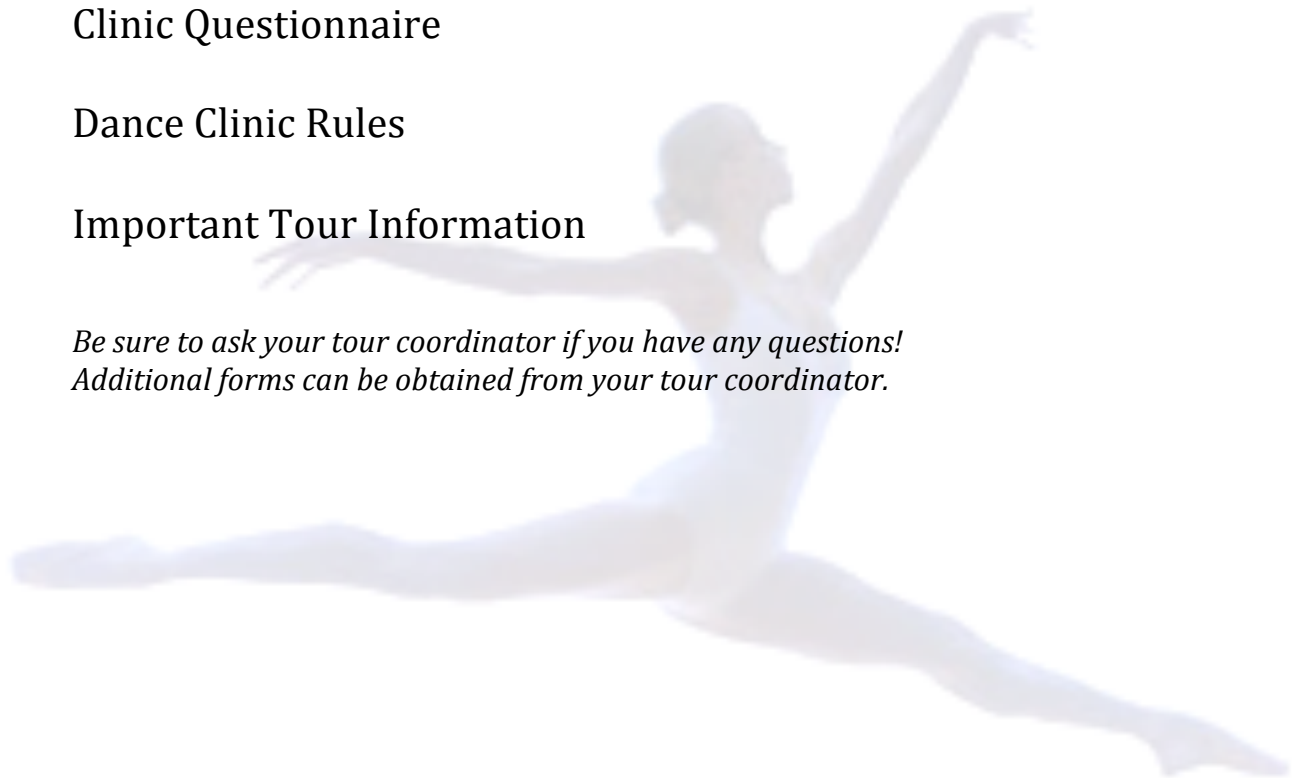 Clinic Questionnaire
Dance Clinic Rules
Important Tour Information
Be sure to ask your tour coordinator if you have any questions!
Additional forms can be obtained from your tour coordinator.